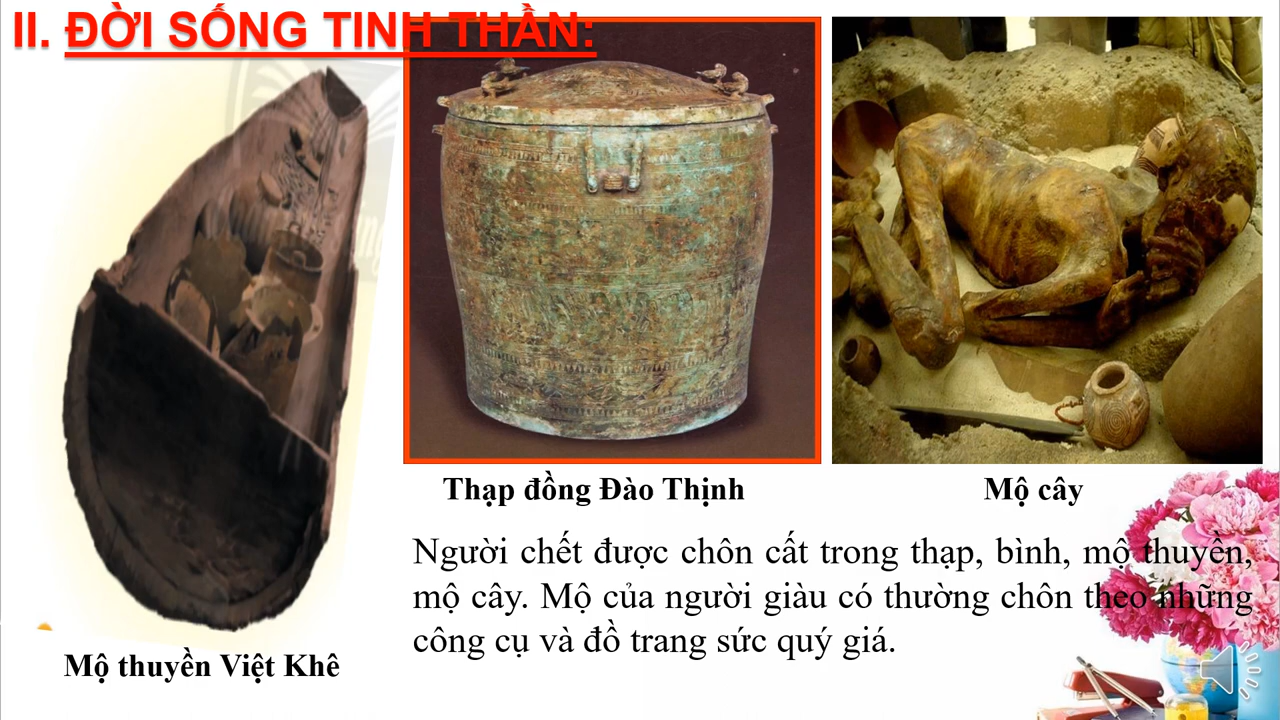 II. ĐỜI SỐNG TINH THẦN:
Thạp đồng Đào Thịnh
Mộ cây
Người chết được chôn cất trong thạp, bình, mộ thuyền,
mộ cây. Mộ của người giàu có thường chôn theo những
công cụ và đồ trang sức quý giá.
Mộ thuyền Việt Khê